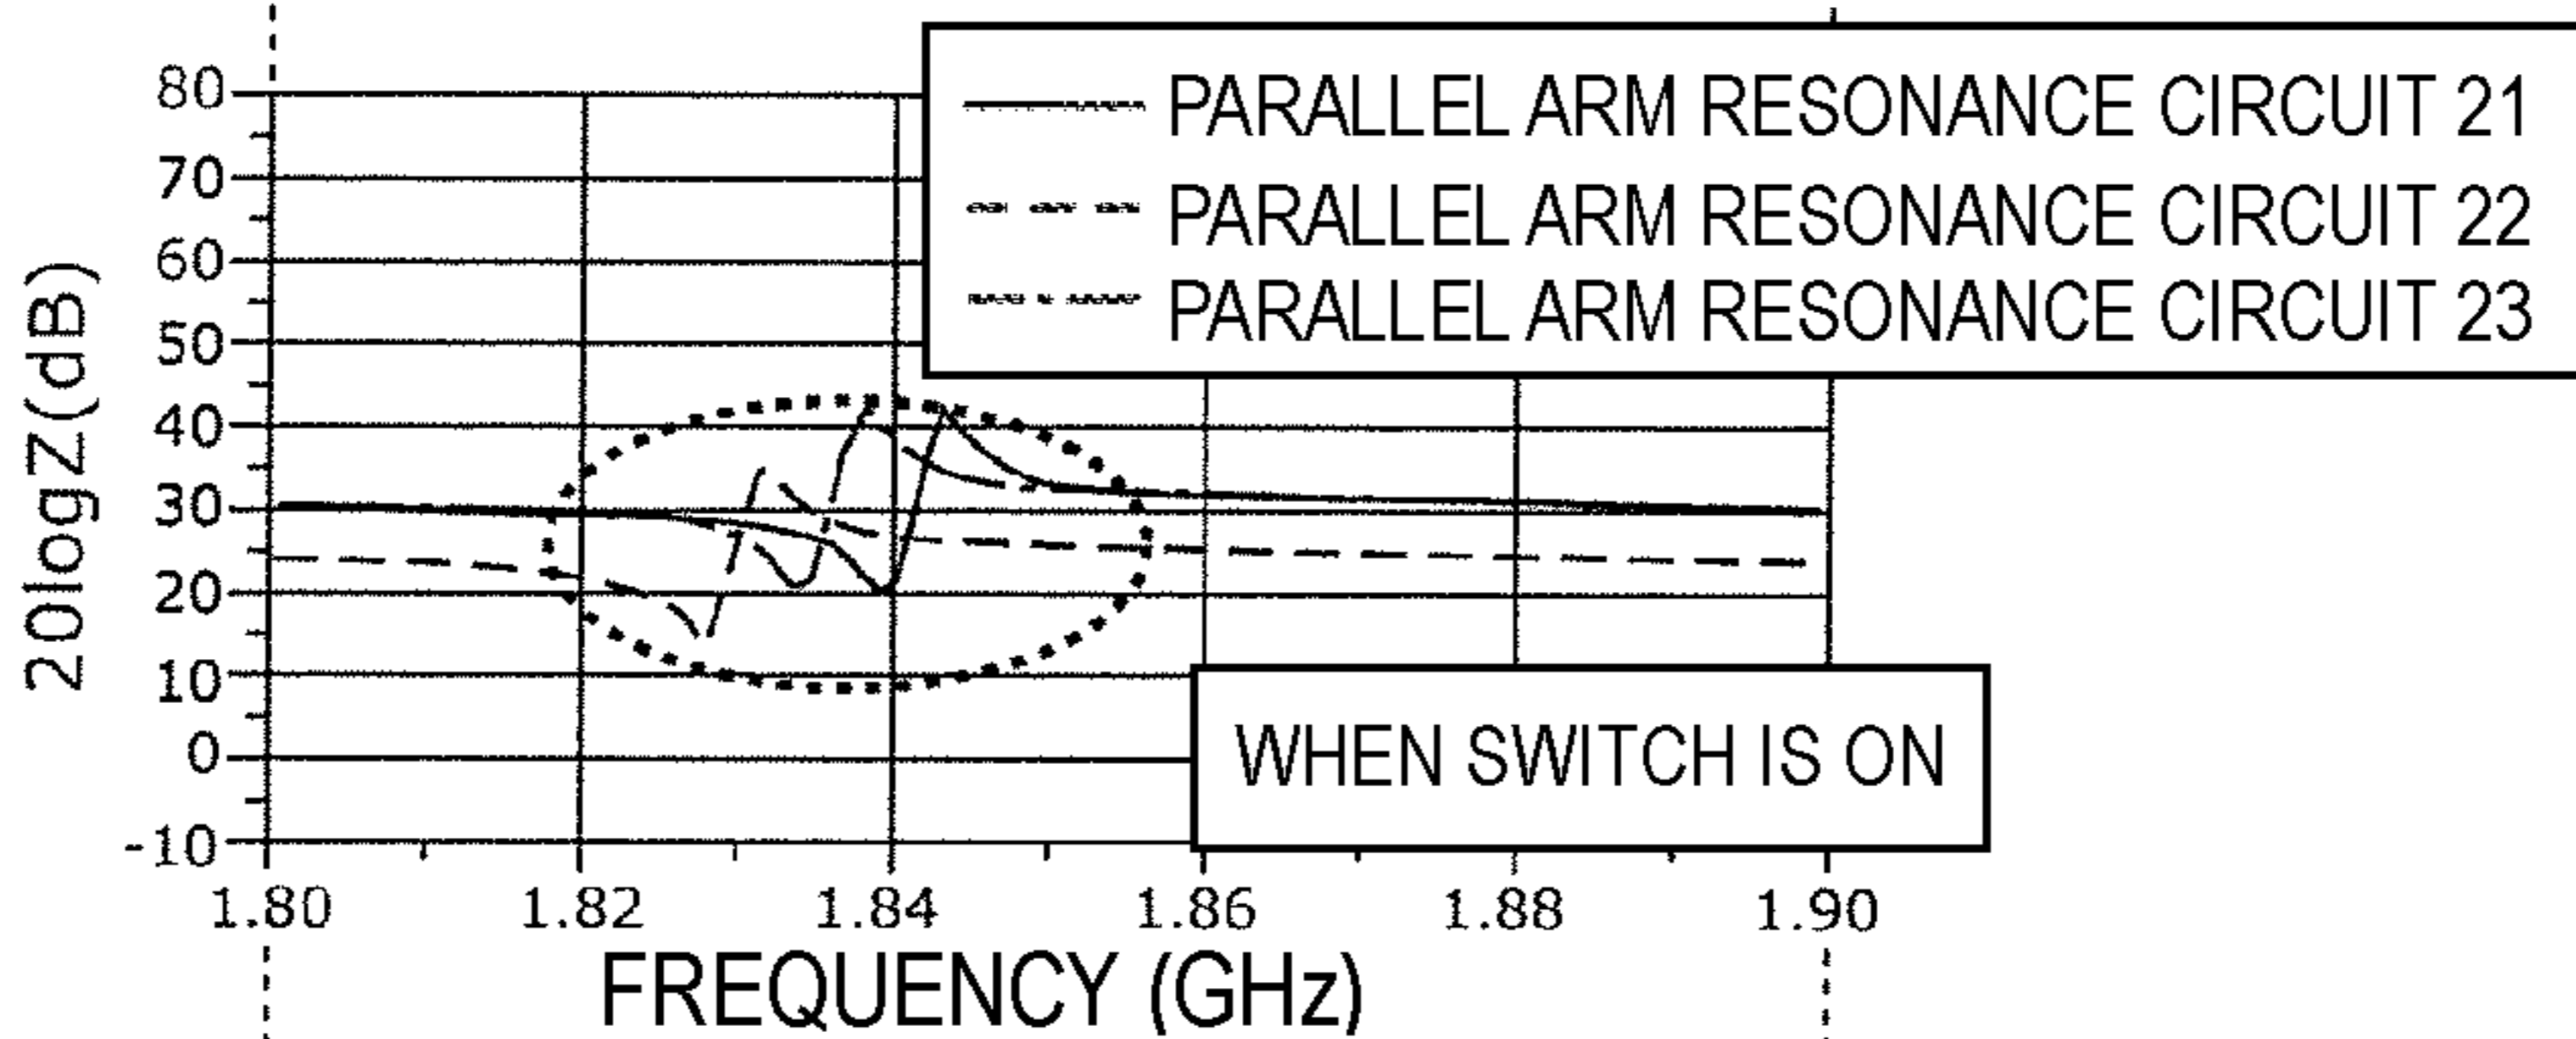 PARALLEL ARM RESONANCE CIRCUIT 21
PARALLEL ARM RESONANCE CIRCUIT 22
PARALLEL ARM RESONANCE CIRCUIT 23
20logZ(dB)
80
70
60
50
40
30
20
10
0
-10
WHEN SWITCH IS ON
1.80 1.82 1.84 1.86 1.88 1.90
FREQUENCY (GHz)